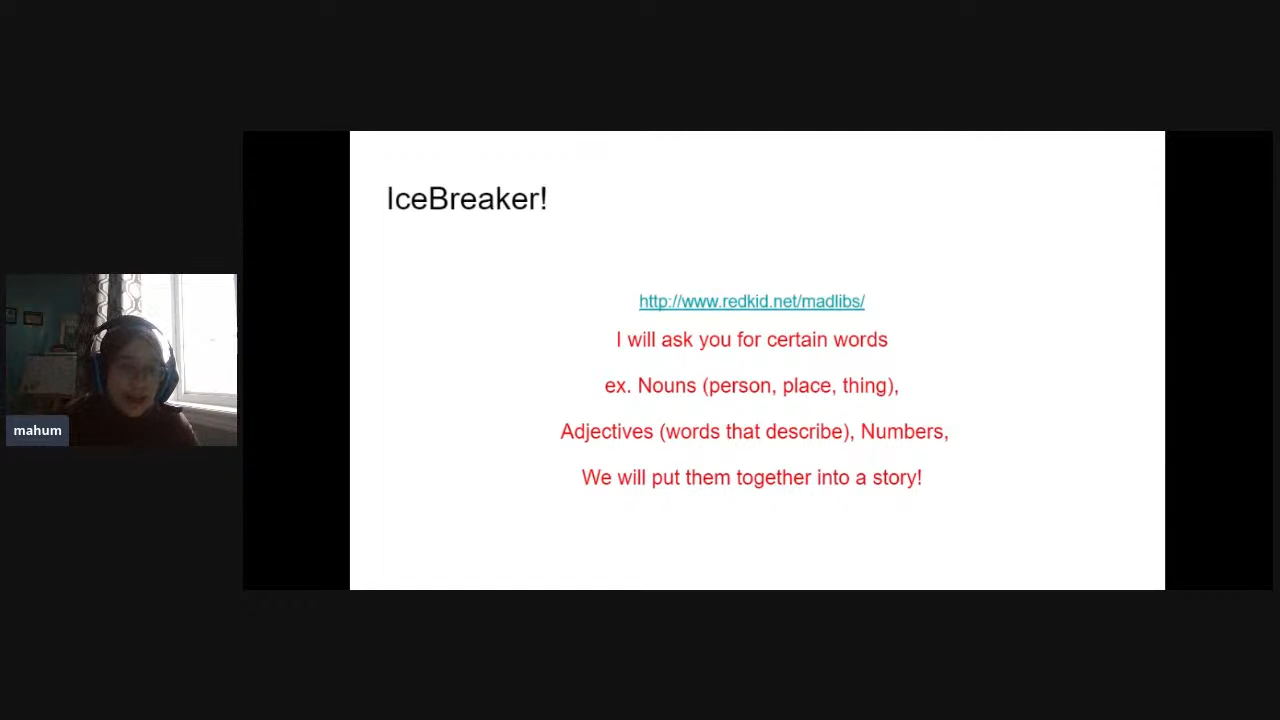 IceBreaker!
http://www.redkid.net/madlibs/
I will ask you for certain words
ex. Nouns (person, place, thing),
Adjectives (words that describe), Numbers,
We will put them together into a story!
mahum